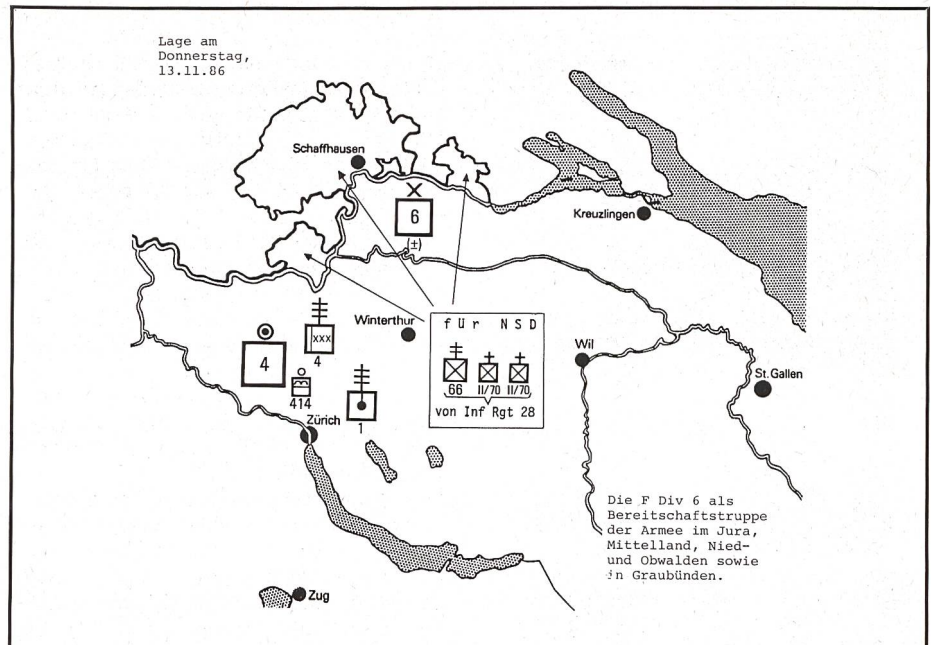 Lage am
Donnerstag,
13.11.86
Schaffhausen
6
(±)
Kreuzlingen
Winterthur
für NSD
66 II/70 II/70
von Inf Rgt 28
xxx
4
4
414
1
Zürich
Wil
St. Gallen
Die F Div 6 als
Bereitschaftstruppe
der Armee im Jura,
Mittelland, Nied-
und Obwalden sowie
in Graubünden.
Zug